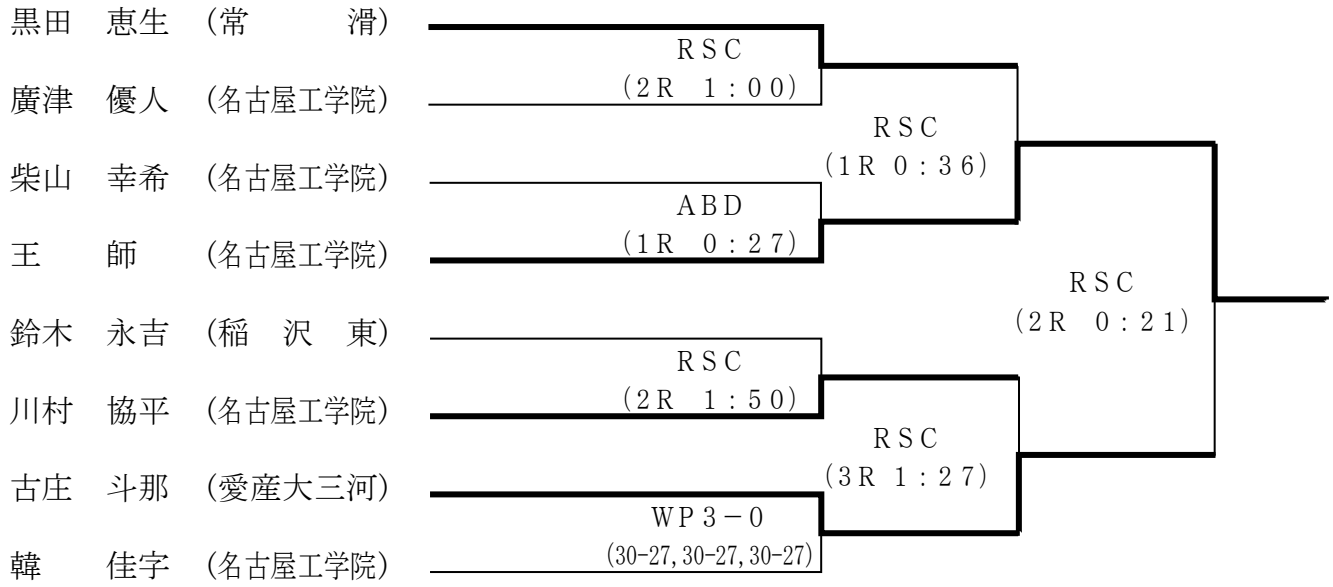 黒田　恵生　(常　　　滑)
RSC
(2R 1:00)
廣津　優人　(名古屋工学院)
RSC
(1R 0:36)
柴山　幸希　(名古屋工学院)
ABD
(1R 0:27)
王　　師　(名古屋工学院)
RSC
(2R 0:21)
鈴木　永吉　(稲　沢　東)
RSC
(2R 1:50)
川村　協平　(名古屋工学院)
RSC
(3R 1:27)
古庄　斗那　(愛産大三河)
WP3-0
(30-27,30-27,30-27)
韓　　佳字　(名古屋工学院)